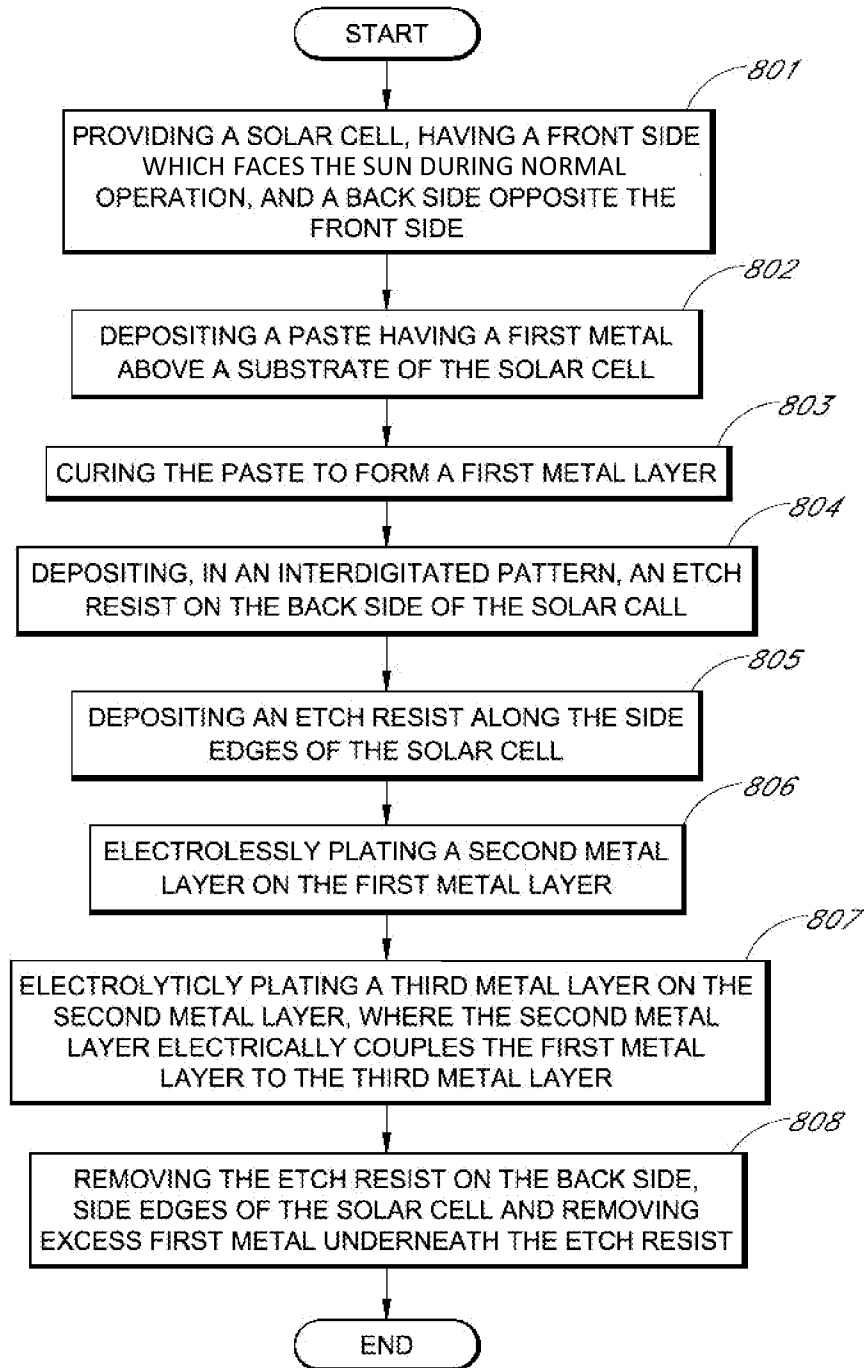 START
801
PROVIDING A SOLAR CELL, HAVING A FRONT SIDE
WHICH FACES THE SUN DURING NORMAL
OPERATION, AND A BACK SIDE OPPOSITE THE
FRONT SIDE
802
DEPOSITING A PASTE HAVING A FIRST METAL
ABOVE A SUBSTRATE OF THE SOLAR CELL
803
CURING THE PASTE TO FORM A FIRST METAL LAYER
804
DEPOSITING, IN AN INTERDIGITATED PATTERN, AN ETCH
RESIST ON THE BACK SIDE OF THE SOLAR CALL
805
DEPOSITING AN ETCH RESIST ALONG THE SIDE
EDGES OF THE SOLAR CELL
806
ELECTROLESSLY PLATING A SECOND METAL
LAYER ON THE FIRST METAL LAYER
807
ELECTROLYTICLY PLATING A THIRD METAL LAYER ON THE
SECOND METAL LAYER, WHERE THE SECOND METAL
LAYER ELECTRICALLY COUPLES THE FIRST METAL
LAYER TO THE THIRD METAL LAYER
808
REMOVING THE ETCH RESIST ON THE BACK SIDE,
SIDE EDGES OF THE SOLAR CELL AND REMOVING
EXCESS FIRST METAL UNDERNEATH THE ETCH RESIST
END